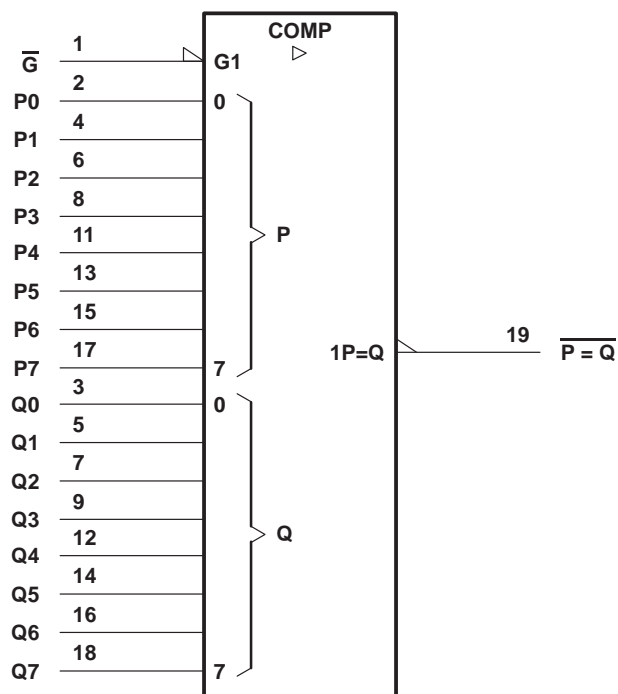 COMP
G̅ 1 G1
P0 2 0
P1 4
P2 6
P3 8
P4 11
P
P5 13
P6 15
1P=Q 19 P̅ ̅=̅ ̅Q̅
P7 17 7
Q0 3 0
Q1 5
Q2 7
Q3 9
Q
Q4 12
Q5 14
Q6 16
Q7 18 7